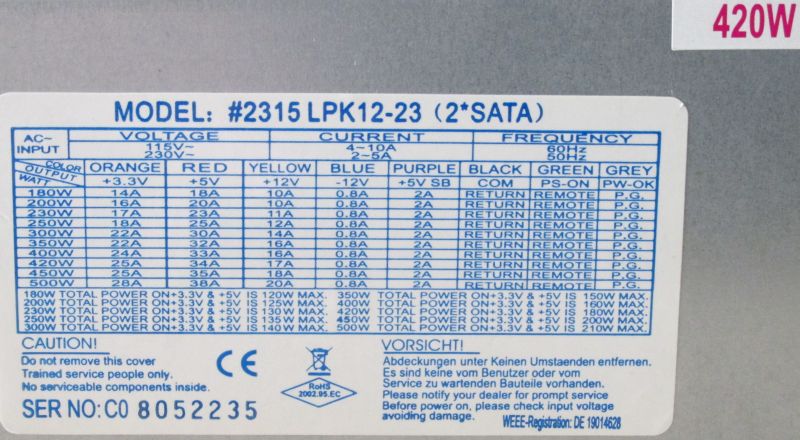 420W
MODEL: #2315 LPK12-23 (2*SATA)
AC~ INPUT VOLTAGE CURRENT FREQUENCY
115V~ 4~10A 60Hz
230V~ 2~5A 50Hz
COLOR OUTPUT WATT ORANGE RED YELLOW BLUE PURPLE BLACK GREEN GREY
+3.3V +5V +12V -12V +5V SB COM PS-ON PW-OK
180W 14A 18A 10A 0.8A 2A RETURN REMOTE P.G.
200W 16A 20A 10A 0.8A 2A RETURN REMOTE P.G.
230W 17A 23A 11A 0.8A 2A RETURN REMOTE P.G.
250W 18A 25A 12A 0.8A 2A RETURN REMOTE P.G.
300W 22A 30A 14A 0.8A 2A RETURN REMOTE P.G.
350W 22A 32A 16A 0.8A 2A RETURN REMOTE P.G.
400W 24A 33A 16A 0.8A 2A RETURN REMOTE P.G.
420W 25A 34A 17A 0.8A 2A RETURN REMOTE P.G.
450W 25A 35A 18A 0.8A 2A RETURN REMOTE P.G.
500W 28A 38A 20A 0.8A 2A RETURN REMOTE P.G.
180W TOTAL POWER ON+3.3V & +5V IS 120W MAX. 350W TOTAL POWER ON+3.3V & +5V IS 150W MAX.
200W TOTAL POWER ON+3.3V & +5V IS 125W MAX. 400W TOTAL POWER ON+3.3V & +5V IS 160W MAX.
230W TOTAL POWER ON+3.3V & +5V IS 130W MAX. 420W TOTAL POWER ON+3.3V & +5V IS 180W MAX.
250W TOTAL POWER ON+3.3V & +5V IS 135W MAX. 450W TOTAL POWER ON+3.3V & +5V IS 200W MAX.
300W TOTAL POWER ON+3.3V & +5V IS 140W MAX. 500W TOTAL POWER ON+3.3V & +5V IS 210W MAX.
CAUTION!
Do not remove this cover
Trained service people only.
No serviceable components inside.
SER NO: C0 8052235
CE
RoHS
2002.95.EC
VORSICHT!
Abdeckungen unter Keinen Umstaenden entfernen.
Es sind keine vom Benutzer oder vom
Service zu wartenden Bauteile vorhanden.
Please notify your dealer for prompt service
Before power on, please check input voltage
avoiding damage.
WEEE-Registration: DE 19014628